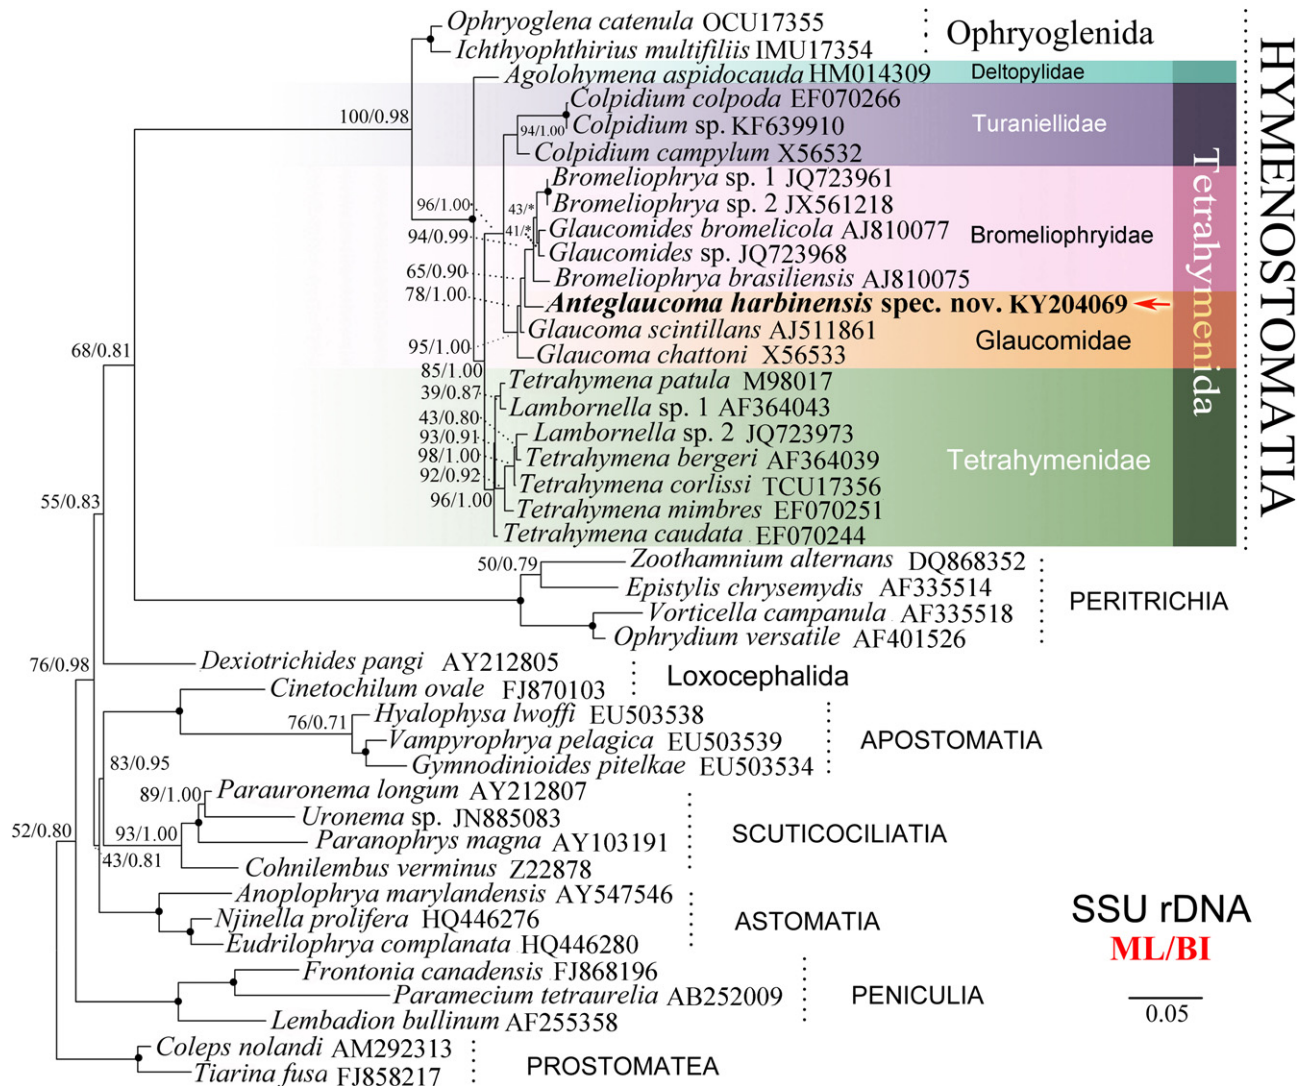 Ophryoglena catenula OCU17355
Ichthyophthirius multifiliis IMU17354
Ophryoglenida
Agolohymena aspidocauda HM014309
Deltopylidae
100/0.98
Colpidium colpoda EF070266
94/1.00
Colpidium sp. KF639910
Turaniellidae
Colpidium campylum X56532
Bromeliophrya sp. 1 JQ723961
96/1.00
43/*
Bromeliophrya sp. 2 JX561218
94/0.99
41/*
Glaucomides bromelicola AJ810077
Bromeliophryidae
Glaucomides sp. JQ723968
65/0.90
Bromeliophrya brasiliensis AJ810075
78/1.00
Anteglaucoma harbinensis spec. nov. KY204069
Glaucoma scintillans AJ511861
Glaucomidae
95/1.00
Glaucoma chattoni X56533
68/0.81
85/1.00
Tetrahymena patula M98017
39/0.87
Lambornella sp. 1 AF364043
43/0.80
Lambornella sp. 2 JQ723973
93/0.91
98/1.00
Tetrahymena bergeri AF364039
Tetrahymenidae
92/0.92
Tetrahymena corlissi TCU17356
96/1.00
Tetrahymena mimbres EF070251
55/0.83
Tetrahymena caudata EF070244
Tetrahymenida
HYMENOSTOMATIA
50/0.79
Zoothamnium alternans DQ868352
Epistylis chrysemydis AF335514
PERITRICHIA
Vorticella campanula AF335518
Ophrydium versatile AF401526
76/0.98
Dexiotrichides pangi AY212805
Loxocephalida
Cinetochilum ovale FJ870103
76/0.71
Hyalophysa lwoffi EU503538
Vampyrophrya pelagica EU503539
APOSTOMATIA
Gymnodinioides pitelkae EU503534
83/0.95
89/1.00
Parauronema longum AY212807
Uronema sp. JN885083
52/0.80
93/1.00
SCUTICOCILIATIA
Paranophrys magna AY103191
43/0.81
Cohnilembus verminus Z22878
Anoplophrya marylandensis AY547546
Njinella prolifera HQ446276
ASTOMATIA
Eudrilophrya complanata HQ446280
Frontonia canadensis FJ868196
Paramecium tetraurelia AB252009
PENICULIA
Lembadion bullinum AF255358
Coleps nolandi AM292313
PROSTOMATEA
Tiarina fusa FJ858217
SSU rDNA
ML/BI
0.05